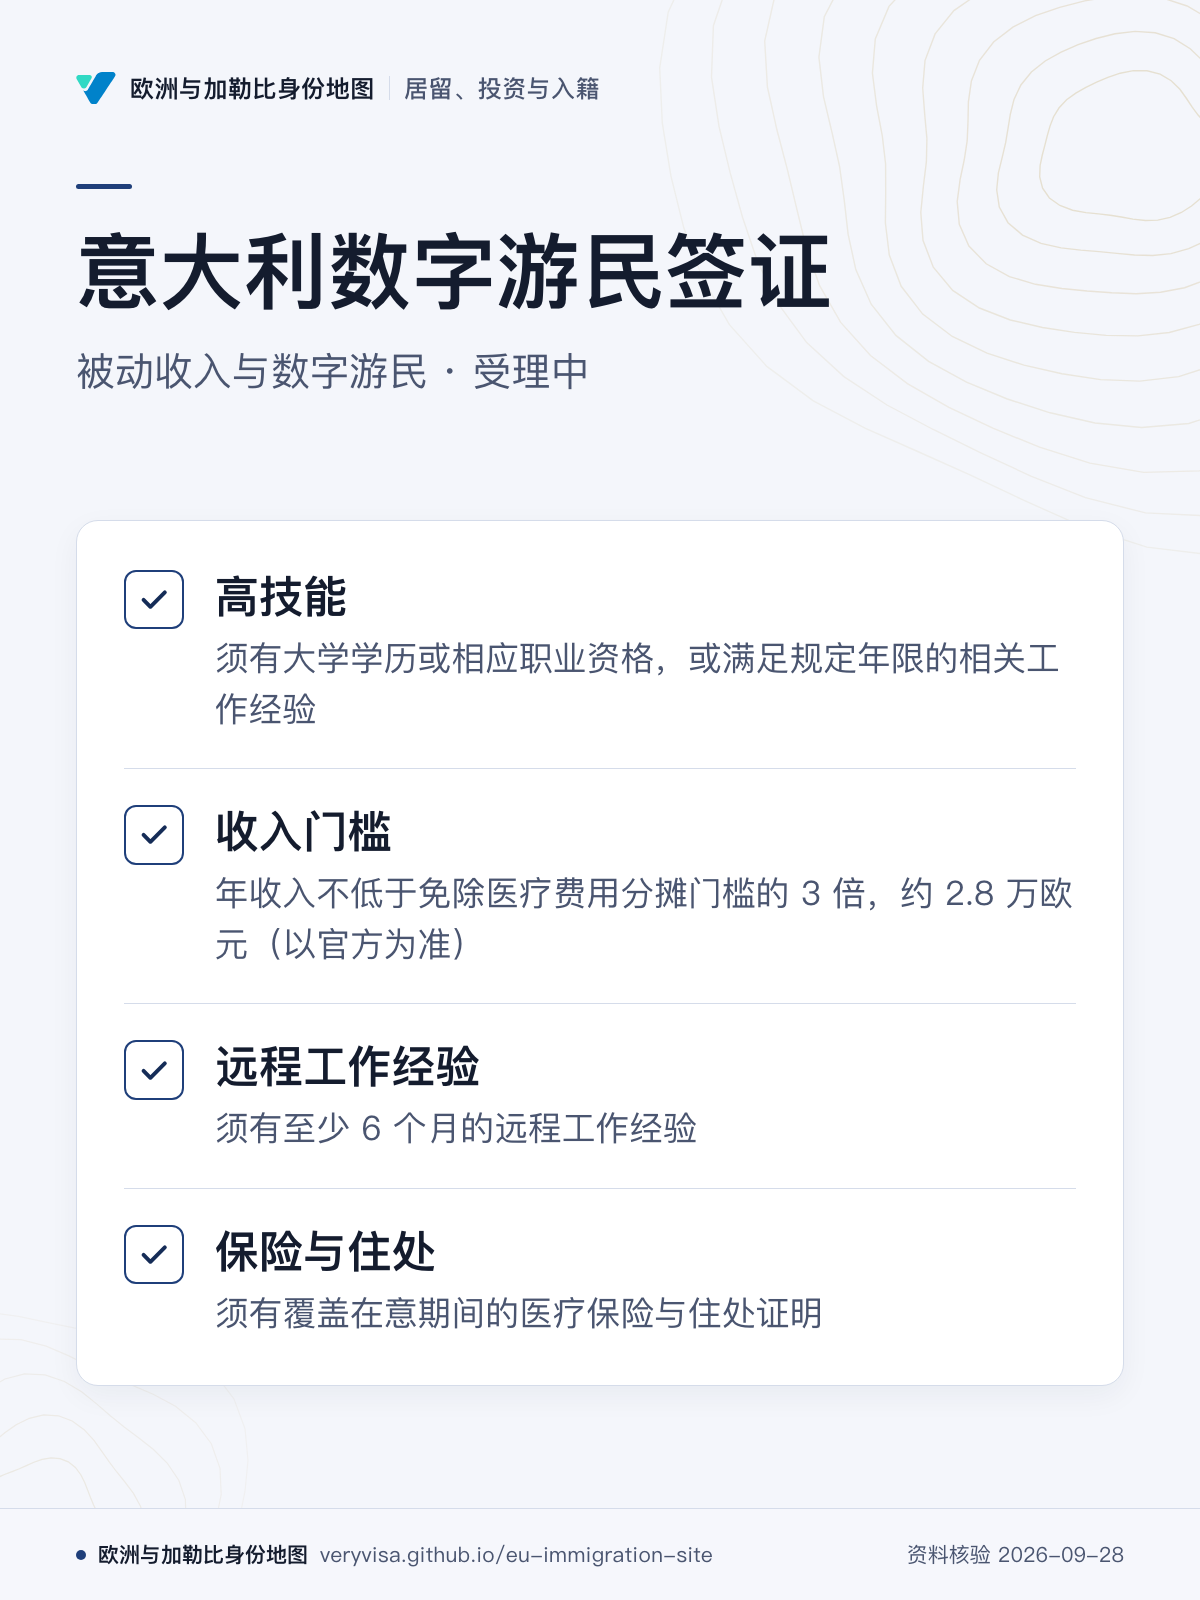 欧洲与加勒比身份地图 居留、投资与入籍
意大利数字游民签证
被动收入与数字游民 · 受理中
高技能
须有大学学历或相应职业资格，或满足规定年限的相关工
作经验
收入门槛
年收入不低于免除医疗费用分摊门槛的 3 倍，约 2.8 万欧
元（以官方为准）
远程工作经验
须有至少 6 个月的远程工作经验
保险与住处
须有覆盖在意期间的医疗保险与住处证明
欧洲与加勒比身份地图 veryvisa.github.io/eu-immigration-site 资料核验 2026-09-28